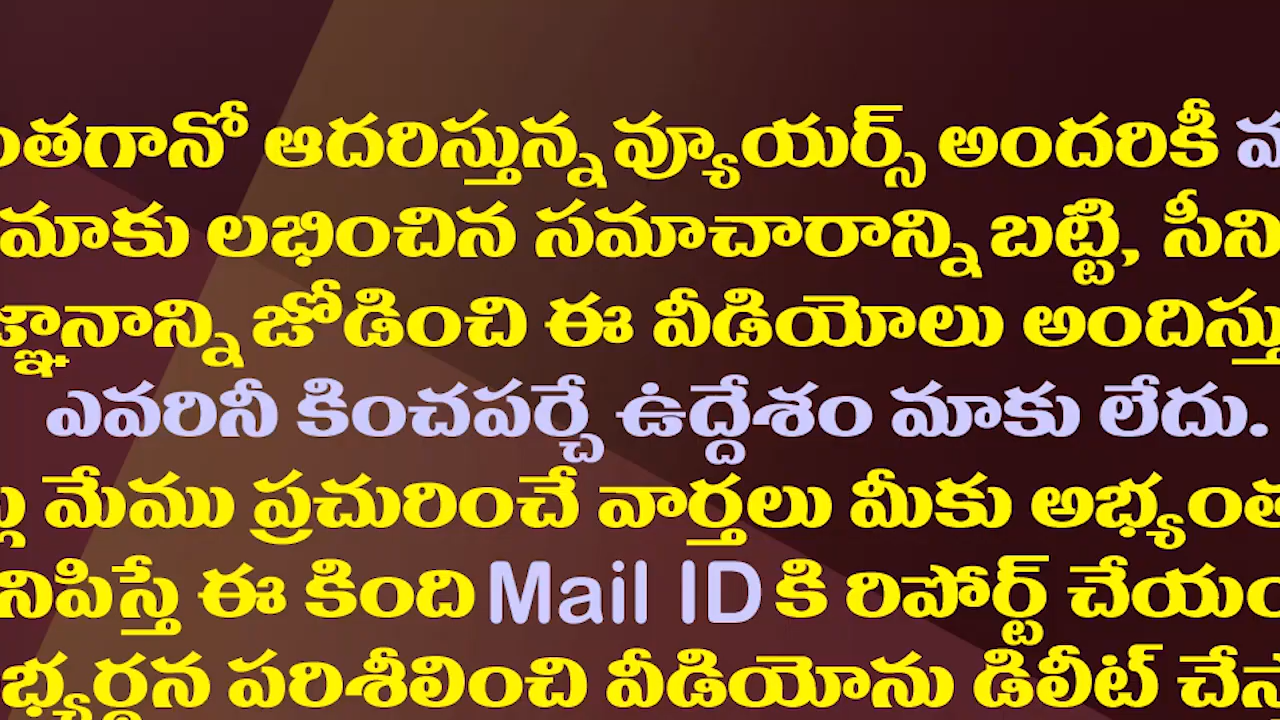 ఆదరిస్తున్న వ్యూయర్స్ అందరికీ
మాకు లభించిన సమాచారాన్ని బట్టి,
జోడించి ఈ వీడియోలు
ఎవరినీ కించపర్చే ఉద్దేశం మాకు లేదు.
మేము ప్రచురించే వార్తలు మీకు
ఈ కింది Mail ID కి రిపోర్ట్
పరిశీలించి వీడియోను డిలీట్